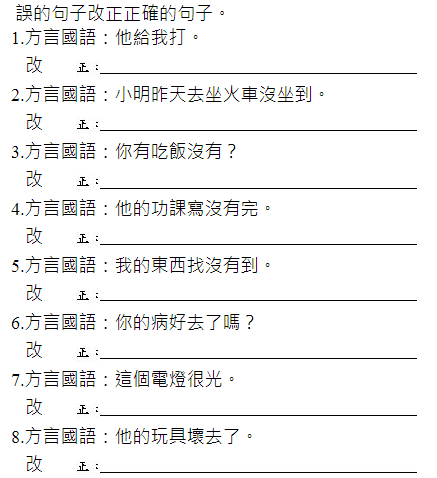 誤的句子改正正確的句子。
1.方言國語：他給我打。
改　　正：
2.方言國語：小明昨天去坐火車沒坐到。
改　　正：
3.方言國語：你有吃飯沒有？
改　　正：
4.方言國語：他的功課寫沒有完。
改　　正：
5.方言國語：我的東西找沒有到。
改　　正：
6.方言國語：你的病好去了嗎？
改　　正：
7.方言國語：這個電燈很光。
改　　正：
8.方言國語：他的玩具壞去了。
改　　正：